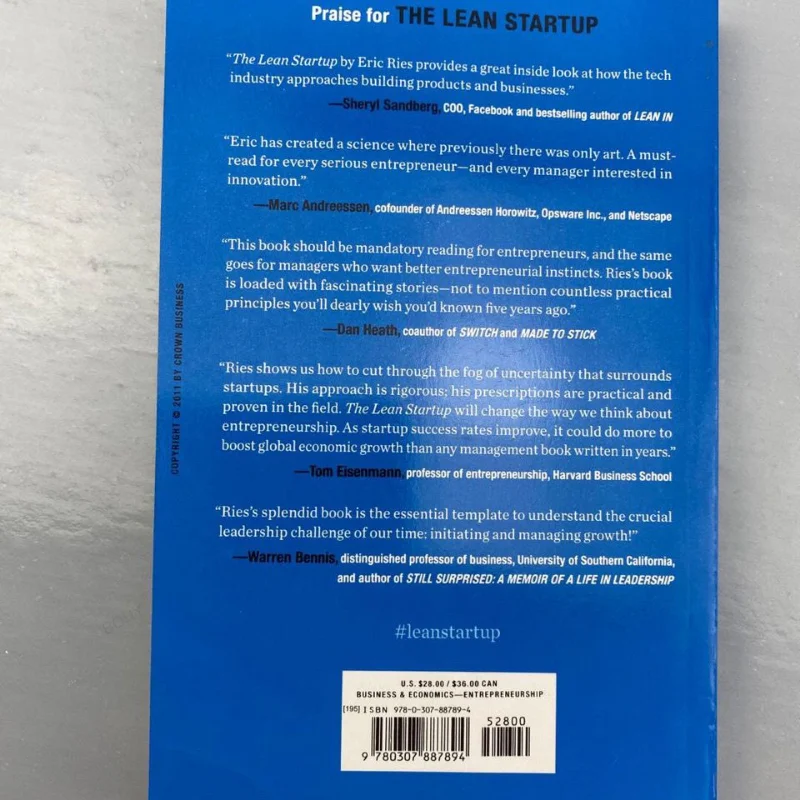 Praise for THE LEAN STARTUP
“The Lean Startup by Eric Ries provides a great inside look at how the tech
industry approaches building products and businesses.”
—Sheryl Sandberg, COO, Facebook and bestselling author of LEAN IN
“Eric has created a science where previously there was only art. A must-
read for every serious entrepreneur—and every manager interested in
innovation.”
—Marc Andreessen, cofounder of Andreessen Horowitz, Opsware Inc., and Netscape
“This book should be mandatory reading for entrepreneurs, and the same
goes for managers who want better entrepreneurial instincts. Ries’s book
is loaded with fascinating stories—not to mention countless practical
principles you’ll dearly wish you’d known five years ago.”
—Dan Heath, coauthor of SWITCH and MADE TO STICK
“Ries shows us how to cut through the fog of uncertainty that surrounds
startups. His approach is rigorous; his prescriptions are practical and
proven in the field. The Lean Startup will change the way we think about
entrepreneurship. As startup success rates improve, it could do more to
boost global economic growth than any management book written in years.”
—Tom Eisenmann, professor of entrepreneurship, Harvard Business School
“Ries’s splendid book is the essential template to understand the crucial
leadership challenge of our time: initiating and managing growth!”
—Warren Bennis, distinguished professor of business, University of Southern California,
and author of STILL SURPRISED: A MEMOIR OF A LIFE IN LEADERSHIP
#leanstartup
COPYRIGHT © 2011 BY CROWN BUSINESS
U.S. $28.00 / $36.00 CAN
BUSINESS & ECONOMICS—ENTREPRENEURSHIP
[195] ISBN 978-0-307-88789-4
52800
9 780307 887894